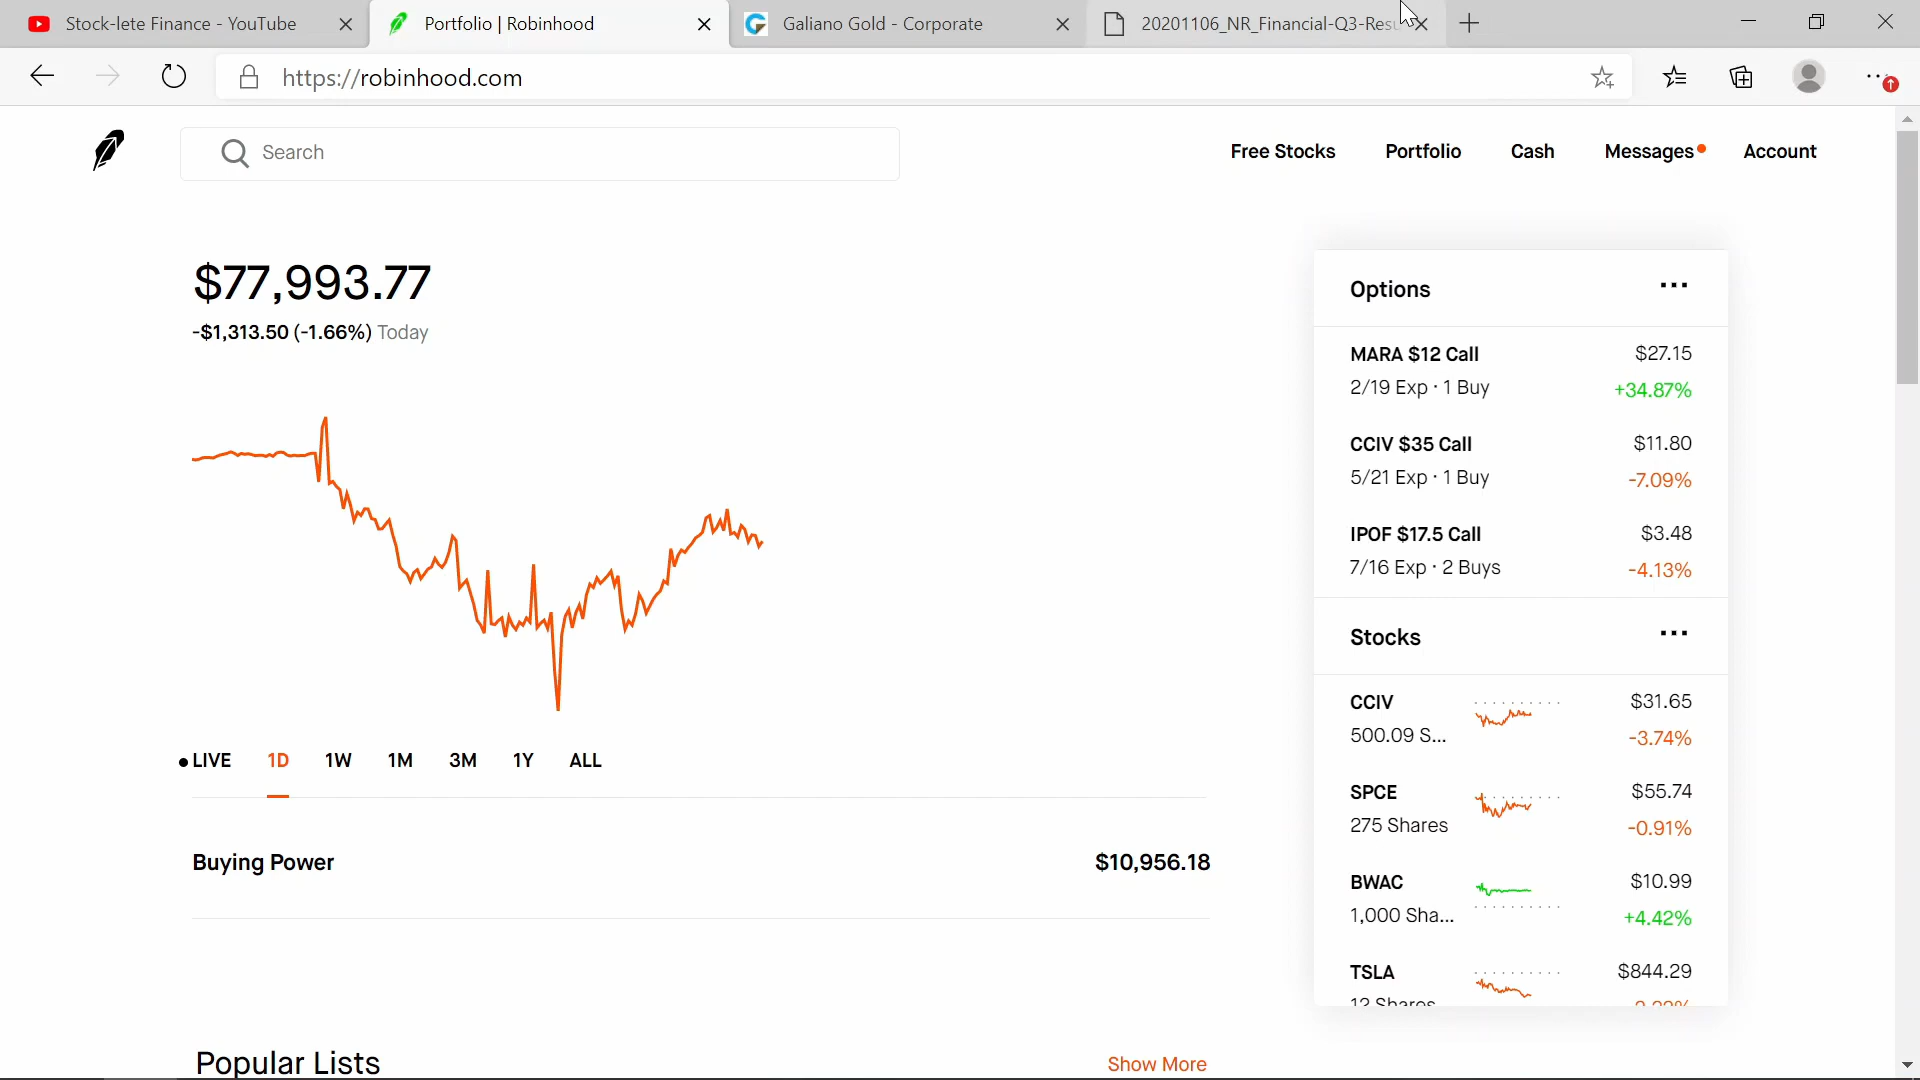 Stock-lete Finance - YouTube
Portfolio | Robinhood
Galiano Gold - Corporate
20201106_NR_Financial-Q3-Resu
https://robinhood.com
Search
Free Stocks
Portfolio
Cash
Messages
Account
$77,993.77
-$1,313.50 (-1.66%) Today
LIVE 1D 1W 1M 3M 1Y ALL
Buying Power $10,956.18
Popular Lists
Show More
Options
MARA $12 Call $27.15
2/19 Exp · 1 Buy +34.87%
CCIV $35 Call $11.80
5/21 Exp · 1 Buy -7.09%
IPOF $17.5 Call $3.48
7/16 Exp · 2 Buys -4.13%
Stocks
CCIV $31.65
500.09 S... -3.74%
SPCE $55.74
275 Shares -0.91%
BWAC $10.99
1,000 Sha... +4.42%
TSLA $844.29
12 Shares